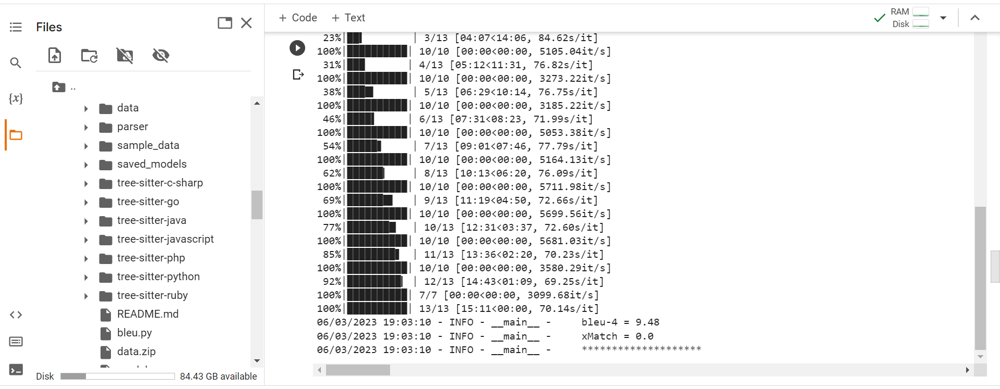 Files
..
data
parser
sample_data
saved_models
tree-sitter-c-sharp
tree-sitter-go
tree-sitter-java
tree-sitter-javascript
tree-sitter-php
tree-sitter-python
tree-sitter-ruby
README.md
bleu.py
data.zip
Disk 84.43 GB available
+ Code + Text
RAM
Disk
23%| | 3/13 [04:07<14:06, 84.62s/it]
100%| | 10/10 [00:00<00:00, 5105.04it/s]
31%| | 4/13 [05:12<11:31, 76.82s/it]
100%| | 10/10 [00:00<00:00, 3273.22it/s]
38%| | 5/13 [06:29<10:14, 76.75s/it]
100%| | 10/10 [00:00<00:00, 3185.22it/s]
46%| | 6/13 [07:31<08:23, 71.99s/it]
100%| | 10/10 [00:00<00:00, 5053.38it/s]
54%| | 7/13 [09:01<07:46, 77.79s/it]
100%| | 10/10 [00:00<00:00, 5164.13it/s]
62%| | 8/13 [10:13<06:20, 76.09s/it]
100%| | 10/10 [00:00<00:00, 5711.98it/s]
69%| | 9/13 [11:19<04:50, 72.66s/it]
100%| | 10/10 [00:00<00:00, 5699.56it/s]
77%| | 10/13 [12:31<03:37, 72.60s/it]
100%| | 10/10 [00:00<00:00, 5681.03it/s]
85%| | 11/13 [13:36<02:20, 70.23s/it]
100%| | 10/10 [00:00<00:00, 3580.29it/s]
92%| | 12/13 [14:43<01:09, 69.25s/it]
100%| | 7/7 [00:00<00:00, 3099.68it/s]
100%| | 13/13 [15:11<00:00, 70.14s/it]
06/03/2023 19:03:10 - INFO - __main__ - bleu-4 = 9.48
06/03/2023 19:03:10 - INFO - __main__ - xMatch = 0.0
06/03/2023 19:03:10 - INFO - __main__ - ********************